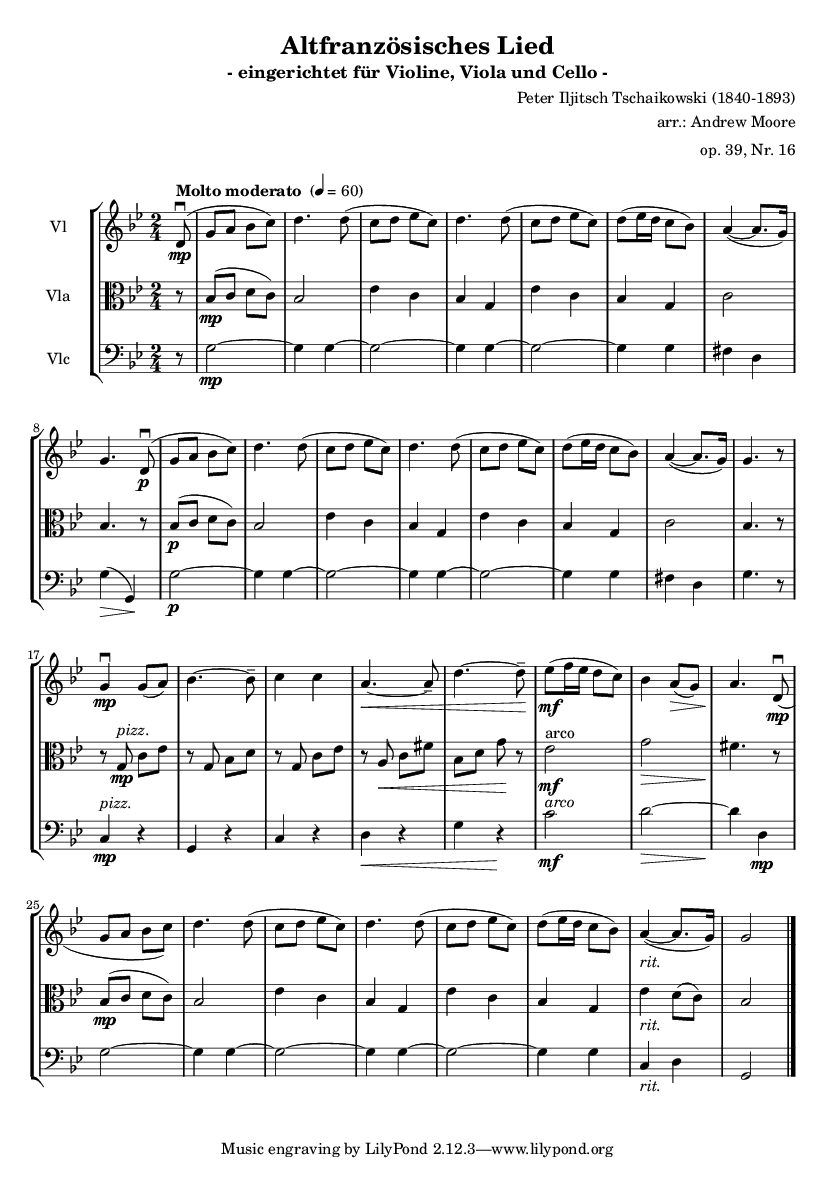 Altfranzösisches Lied
- eingerichtet für Violine, Viola und Cello -
Peter Iljitsch Tschaikowski (1840-1893)
arr.: Andrew Moore
op. 39, Nr. 16
Molto moderato (♩ = 60)
Vl
mp
Vla
mp
Vlc
mp
8
p
p
p
17
mp mf mp
pizz. arco
mp mf
pizz. arco
mp mf mp
25
rit.
mp rit.
rit.
Music engraving by LilyPond 2.12.3—www.lilypond.org